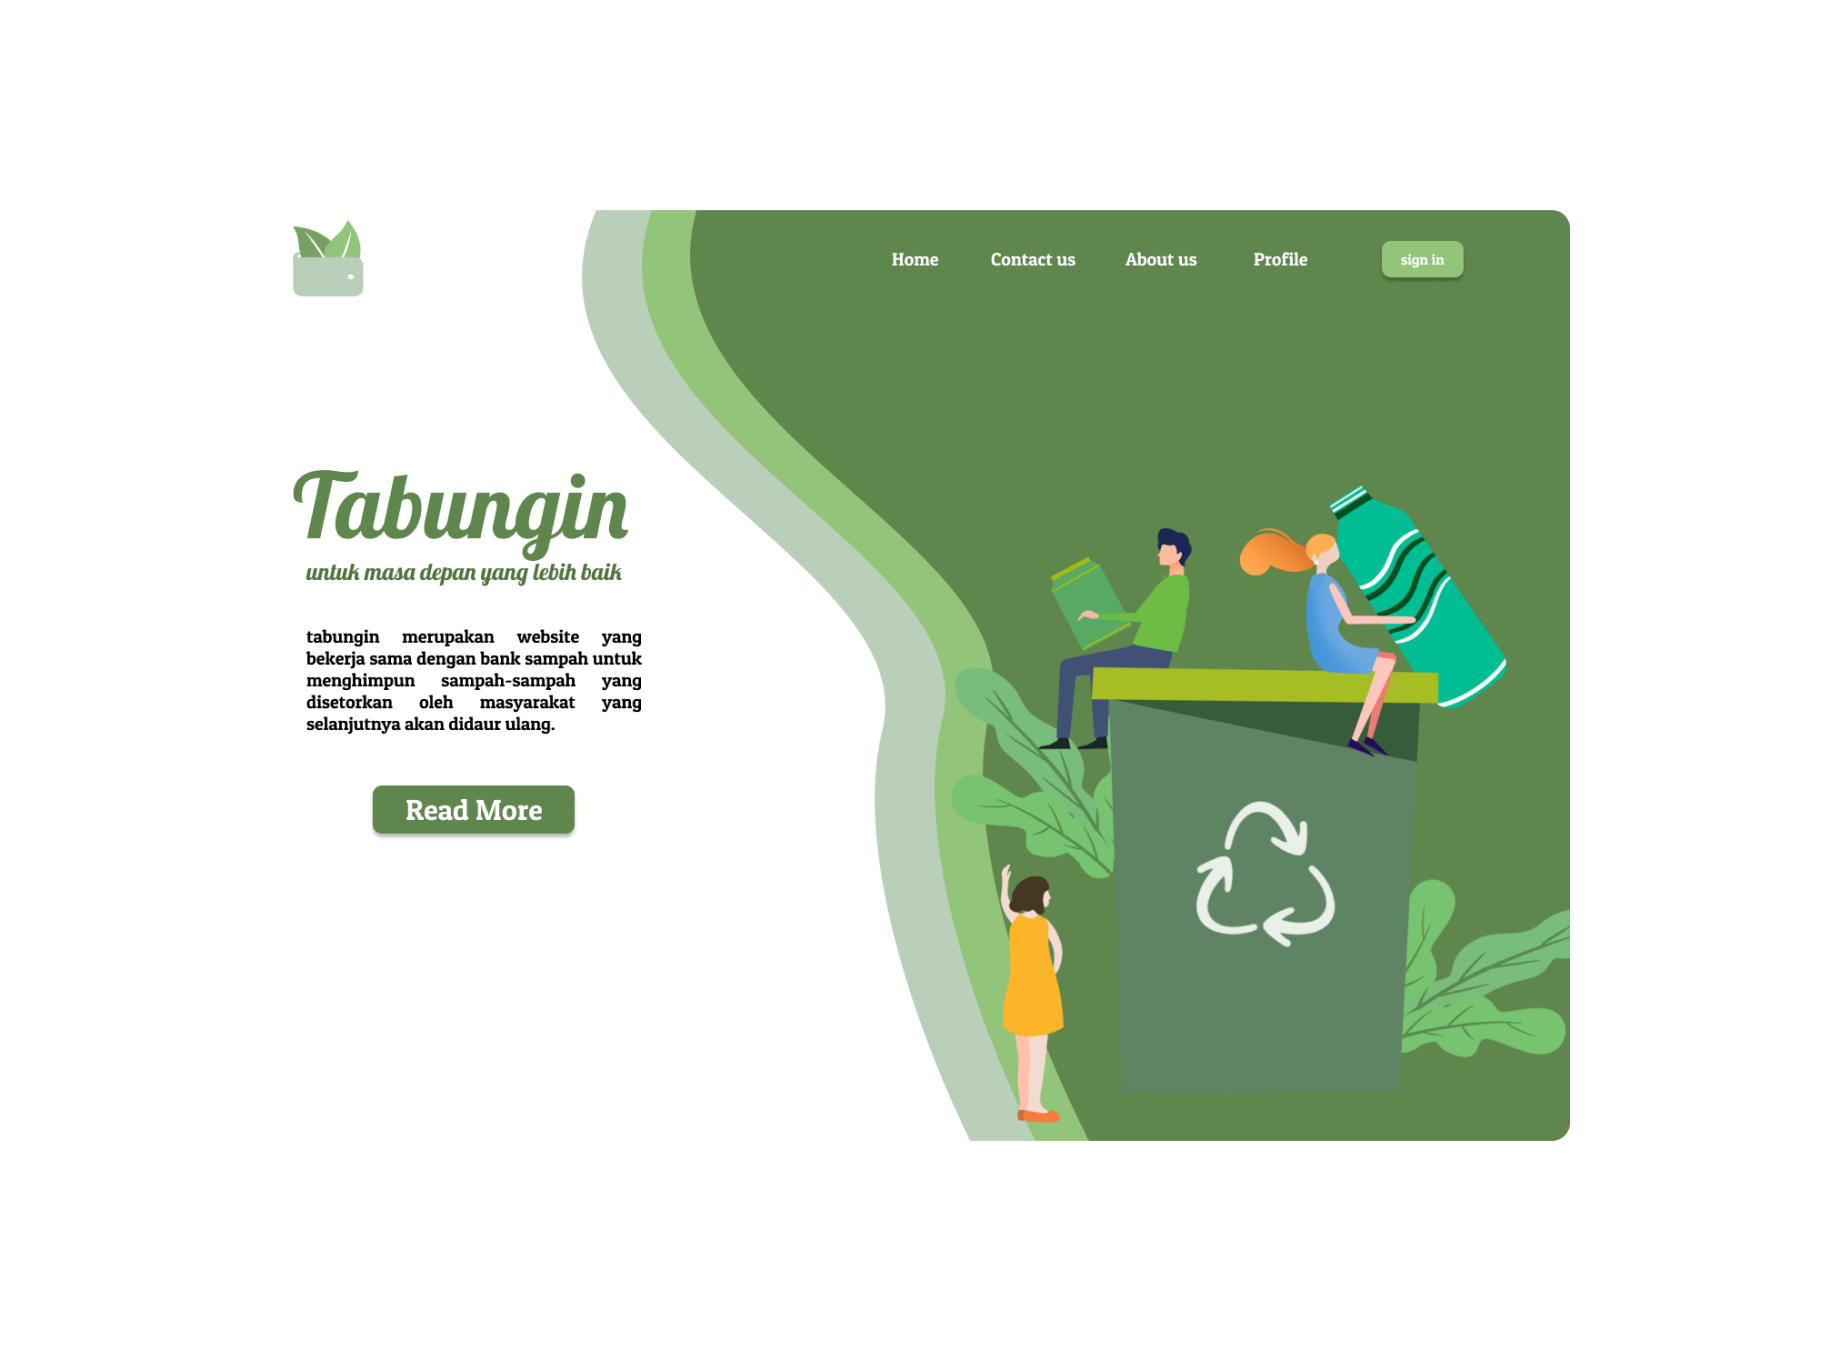 Home Contact us About us Profile sign in
Tabungin
untuk masa depan yang lebih baik
tabungin merupakan website yang
bekerja sama dengan bank sampah untuk
menghimpun sampah-sampah yang
disetorkan oleh masyarakat yang
selanjutnya akan didaur ulang.
Read More